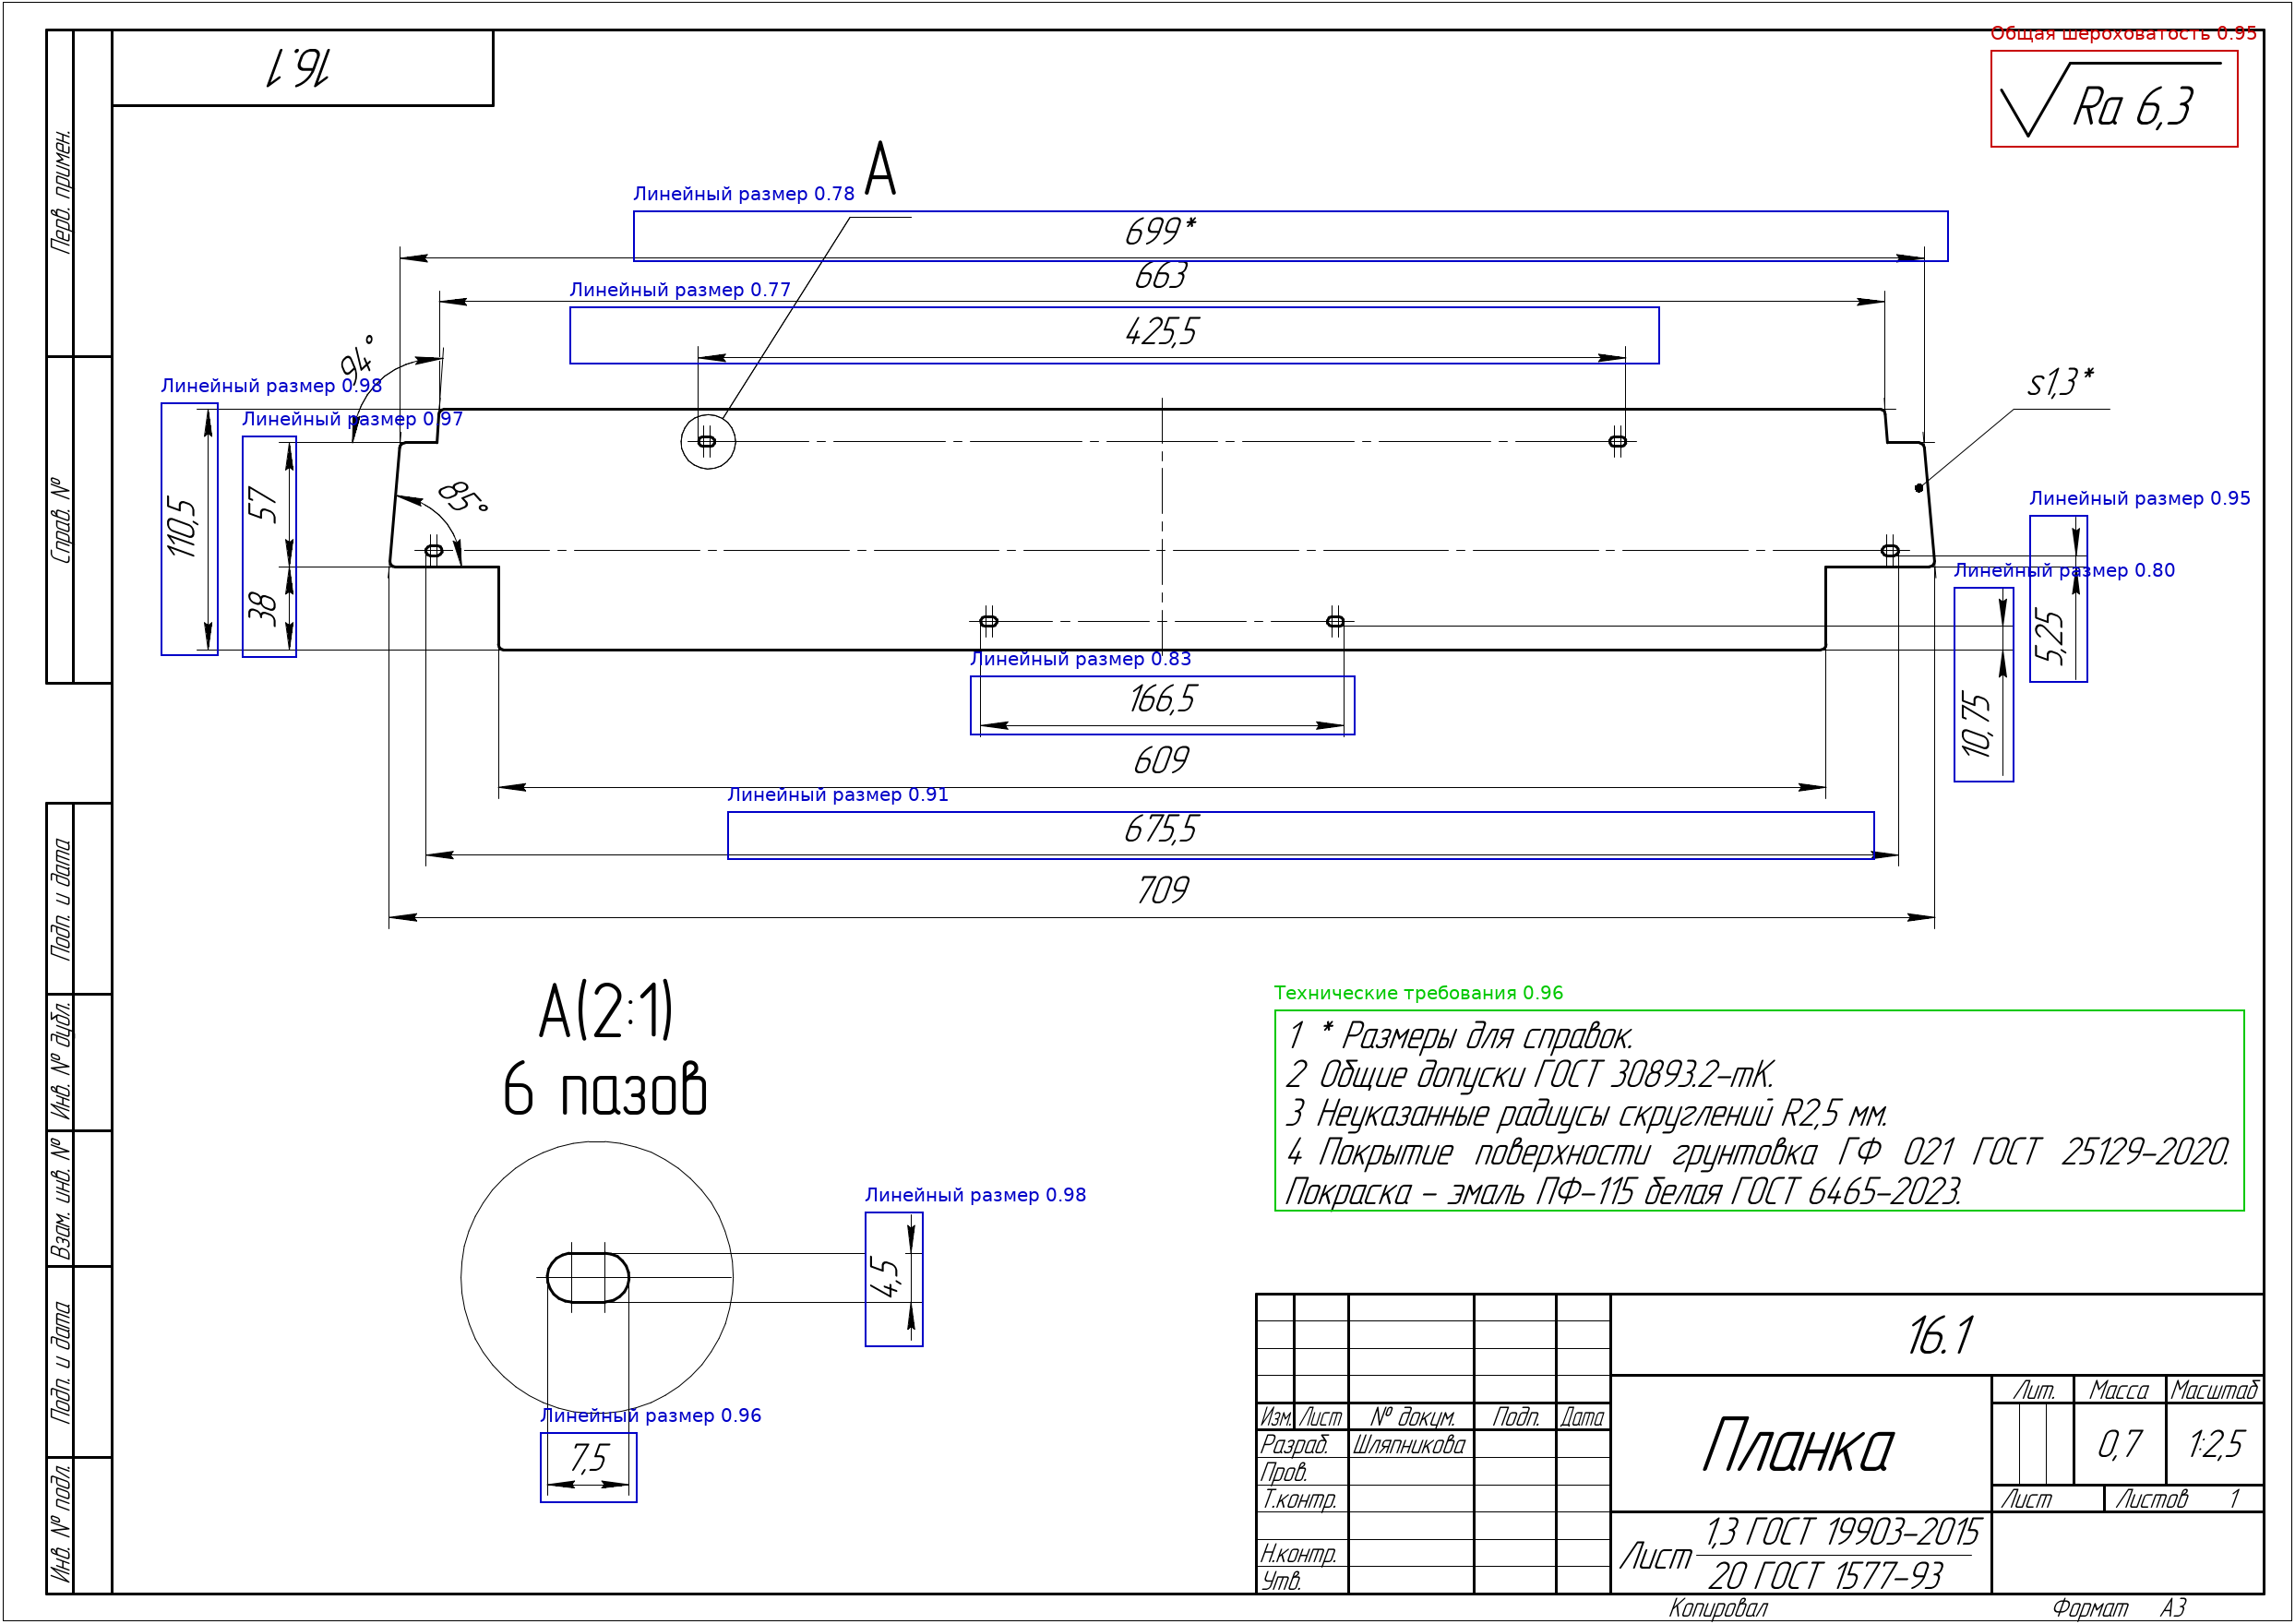 16.1
Общая шероховатость 0.95
Ra 6,3
А
Линейный размер 0.78
699*
663
Линейный размер 0.77
425,5
94°
s1,3*
Линейный размер 0.98
110,5
Линейный размер 0.97
57
38
85°
Линейный размер 0.95
5,25
Линейный размер 0.80
10,75
Линейный размер 0.83
166,5
609
Линейный размер 0.91
675,5
709
А(2:1)
6 пазов
Линейный размер 0.98
4,5
Линейный размер 0.96
7,5
Технические требования 0.96
1 * Размеры для справок.
2 Общие допуски ГОСТ 30893.2-mK.
3 Неуказанные радиусы скруглений R2,5 мм.
4 Покрытие поверхности грунтовка ГФ 021 ГОСТ 25129-2020.
Покраска - эмаль ПФ-115 белая ГОСТ 6465-2023.
Перв. примен.
Справ. №
Подп. и дата
Инв. № дубл.
Взам. инв. №
Подп. и дата
Инв. № подл.
16.1
Изм. Лист № докум. Подп. Дата
Разраб. Шляпникова
Пров.
Т.контр.
Н.контр.
Утв.
Планка
Лит. Масса Масштаб
0,7 1:2,5
Лист Листов 1
Лист 1,3 ГОСТ 19903-2015
20 ГОСТ 1577-93
Копировал Формат А3